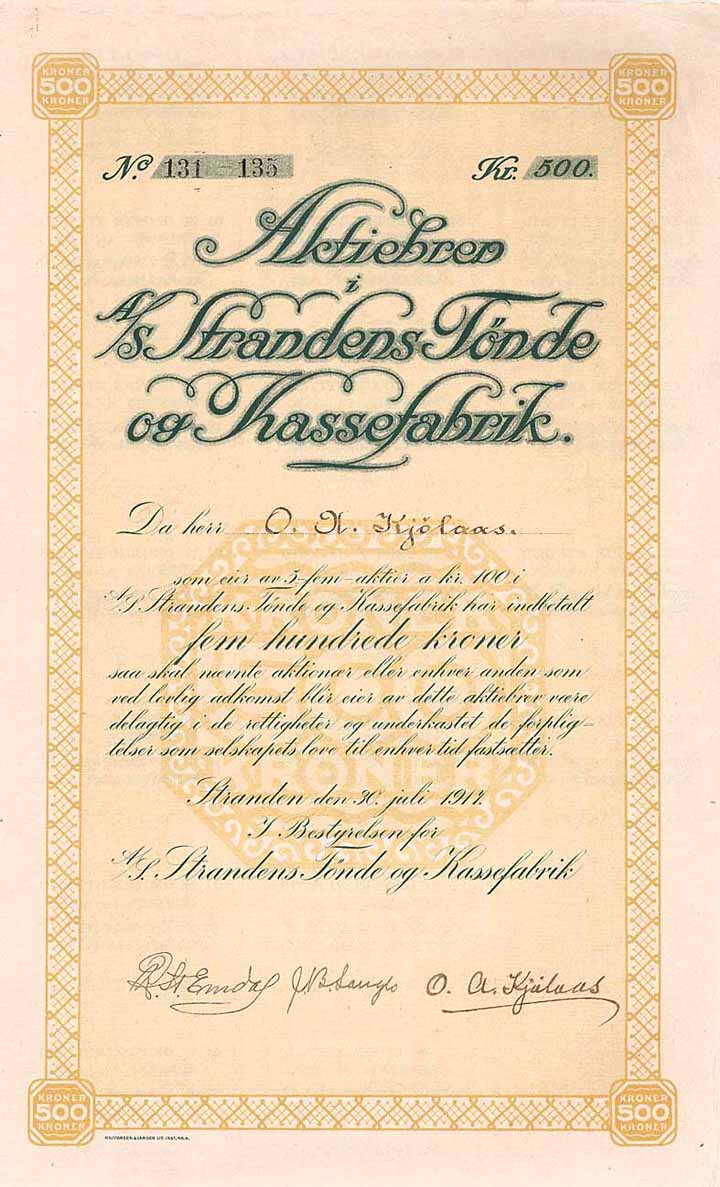 KRONER 500 KRONER
KRONER 500 KRONER
No 131-135 Kr. 500.
Aktiebrev
i
A/S. Strandens Tønde
og Kassefabrik.
Da herr O. A. Kjølaas.
som eier av 5-fem-aktier a kr. 100 i
A/S. Strandens Tønde og Kassefabrik har indbetalt
fem hundrede kroner
saa skal nævnte aktionær eller enhver anden som
ved lovlig adkomst blir eier av dette aktiebrev være
delagtig i de rettigheter og underkastet de forplig-
telser som selskapets love til enhver tid fastsætter.
KRONER
Stranden den 30. juli 1917.
I Bestyrelsen for
A/S. Strandens Tønde og Kassefabrik
O. A. Kjølaas
KRONER 500 KRONER
KRONER 500 KRONER